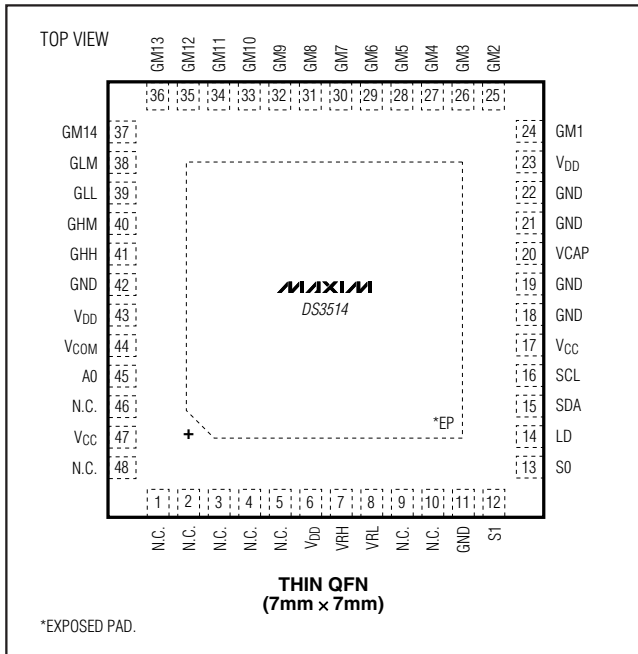 TOP VIEW
GM13 GM12 GM11 GM10 GM9 GM8 GM7 GM6 GM5 GM4 GM3 GM2
36 35 34 33 32 31 30 29 28 27 26 25
GM14 37
GLM 38
GLL 39
GHM 40
GHH 41
GND 42
VDD 43
VCOM 44
A0 45
N.C. 46
VCC 47
N.C. 48
24 GM1
23 VDD
22 GND
21 GND
20 VCAP
19 GND
18 GND
17 VCC
16 SCL
15 SDA
14 LD
13 S0
MAXIM
DS3514
*EP
+
1 2 3 4 5 6 7 8 9 10 11 12
N.C. N.C. N.C. N.C. N.C. VDD VRH VRL N.C. N.C. GND S1
THIN QFN
(7mm × 7mm)
*EXPOSED PAD.